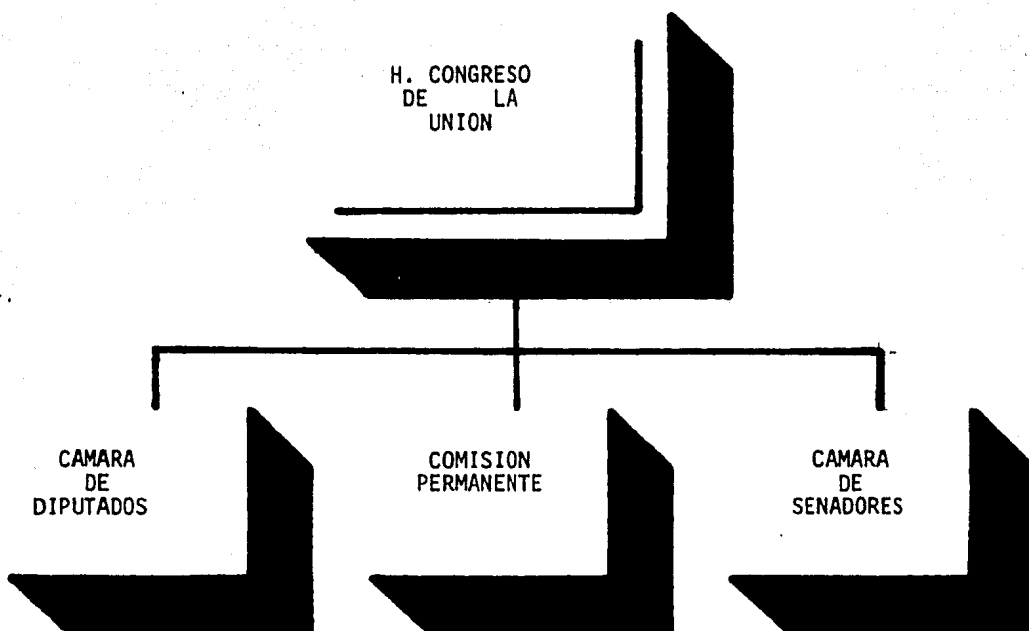 H. CONGRESO
DE LA
UNION
CAMARA
DE
DIPUTADOS
COMISION
PERMANENTE
CAMARA
DE
SENADORES